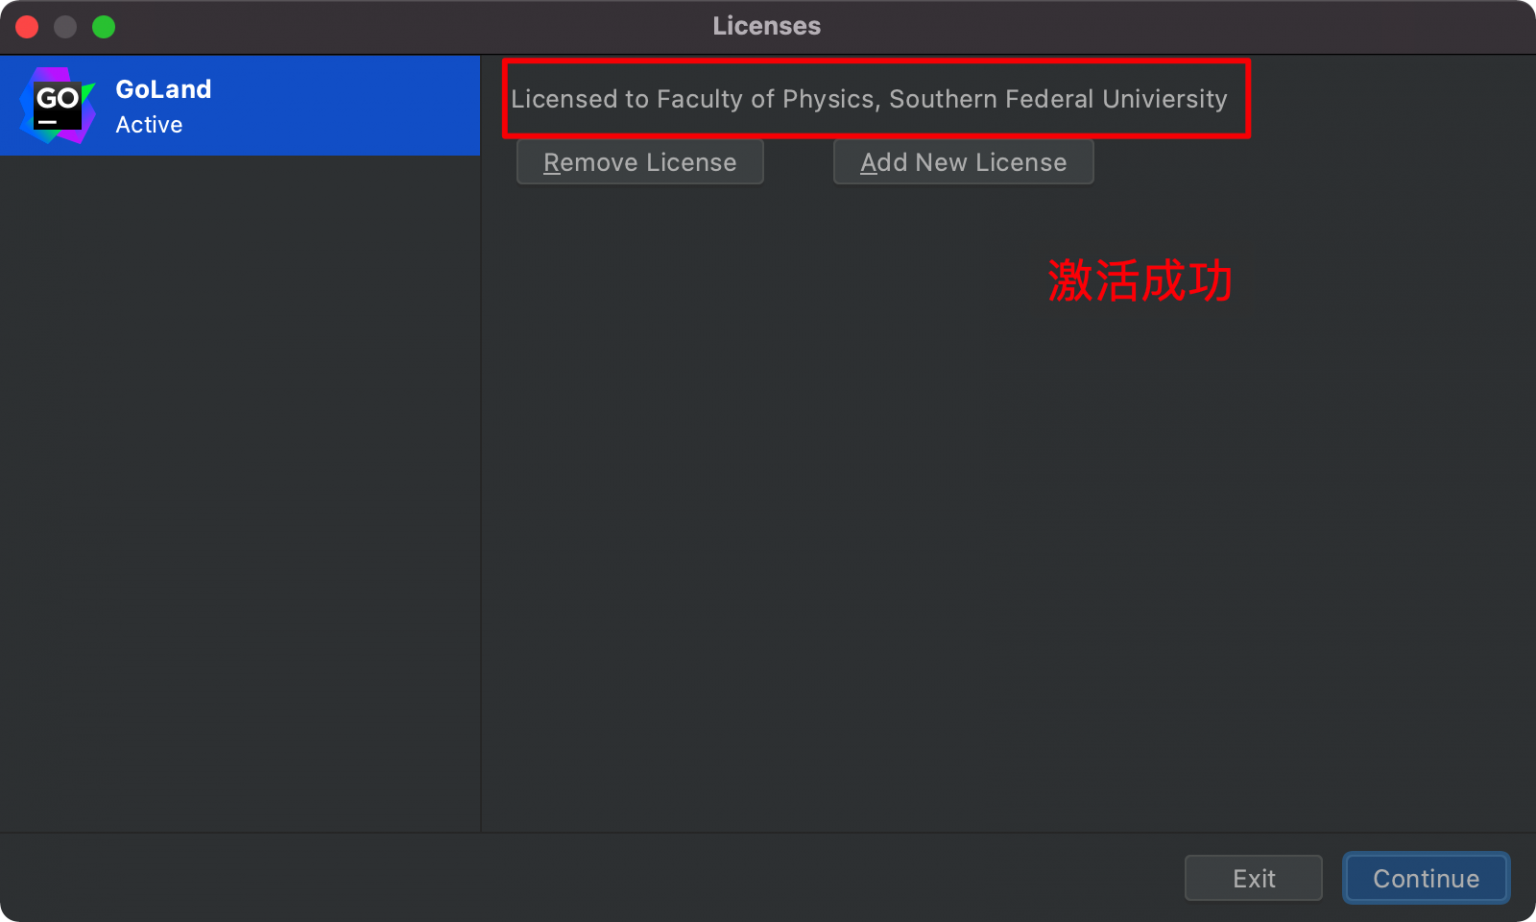 Licenses
GO
GoLand
Active
Licensed to Faculty of Physics, Southern Federal Univiersity
Remove License
Add New License
激活成功
Exit
Continue